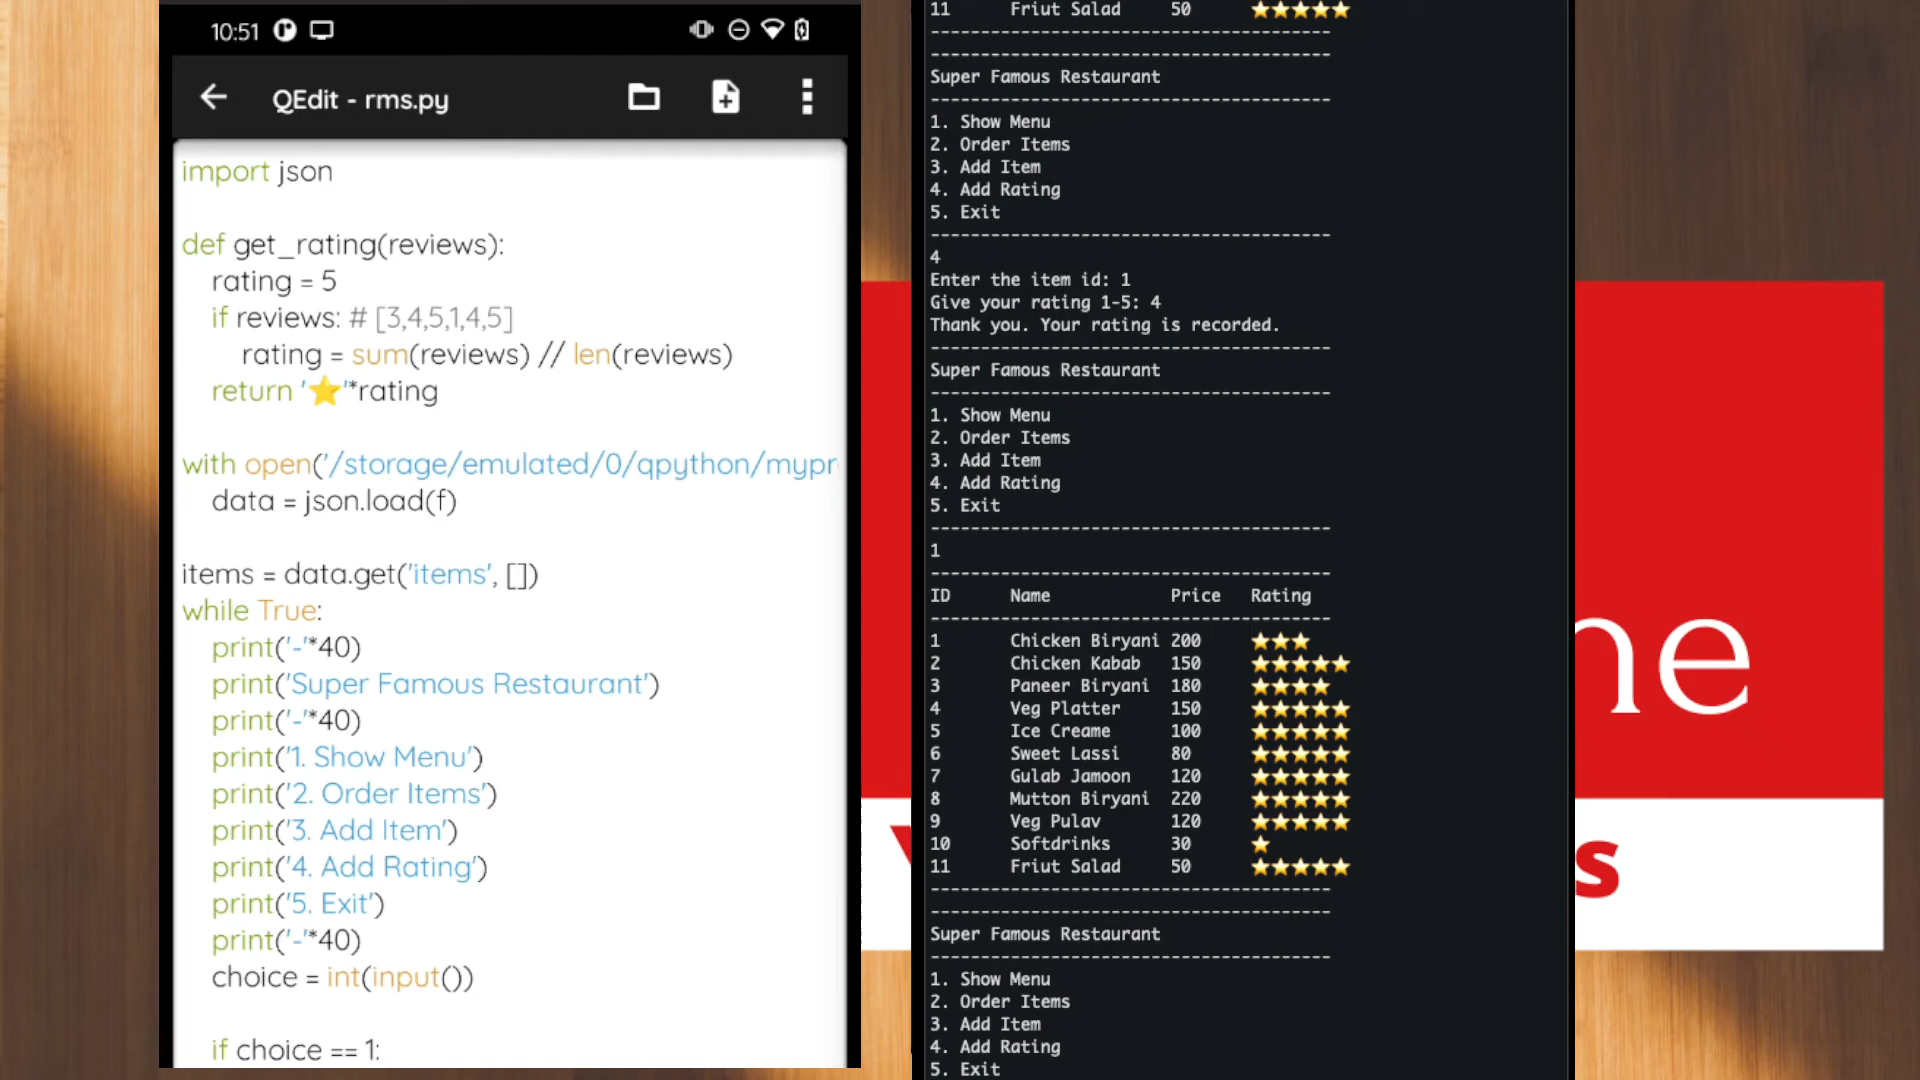 10:51
QEdit - rms.py
import json
def get_rating(reviews):
rating = 5
if reviews: # [3,4,5,1,4,5]
rating = sum(reviews) // len(reviews)
return '⭐'*rating
with open('/storage/emulated/0/qpython/mypr
data = json.load(f)
items = data.get('items', [])
while True:
print('-'*40)
print('Super Famous Restaurant')
print('-'*40)
print('1. Show Menu')
print('2. Order Items')
print('3. Add Item')
print('4. Add Rating')
print('5. Exit')
print('-'*40)
choice = int(input())
if choice == 1:
11 Friut Salad 50 ⭐⭐⭐⭐⭐
----------------------------------------
----------------------------------------
Super Famous Restaurant
----------------------------------------
1. Show Menu
2. Order Items
3. Add Item
4. Add Rating
5. Exit
----------------------------------------
4
Enter the item id: 1
Give your rating 1-5: 4
Thank you. Your rating is recorded.
----------------------------------------
Super Famous Restaurant
----------------------------------------
1. Show Menu
2. Order Items
3. Add Item
4. Add Rating
5. Exit
----------------------------------------
1
----------------------------------------
ID Name Price Rating
----------------------------------------
1 Chicken Biryani 200 ⭐⭐⭐
2 Chicken Kabab 150 ⭐⭐⭐⭐⭐
3 Paneer Biryani 180 ⭐⭐⭐⭐
4 Veg Platter 150 ⭐⭐⭐⭐⭐
5 Ice Creame 100 ⭐⭐⭐⭐⭐
6 Sweet Lassi 80 ⭐⭐⭐⭐⭐
7 Gulab Jamoon 120 ⭐⭐⭐⭐⭐
8 Mutton Biryani 220 ⭐⭐⭐⭐⭐
9 Veg Pulav 120 ⭐⭐⭐⭐⭐
10 Softdrinks 30 ⭐
11 Friut Salad 50 ⭐⭐⭐⭐⭐
----------------------------------------
----------------------------------------
Super Famous Restaurant
----------------------------------------
1. Show Menu
2. Order Items
3. Add Item
4. Add Rating
5. Exit